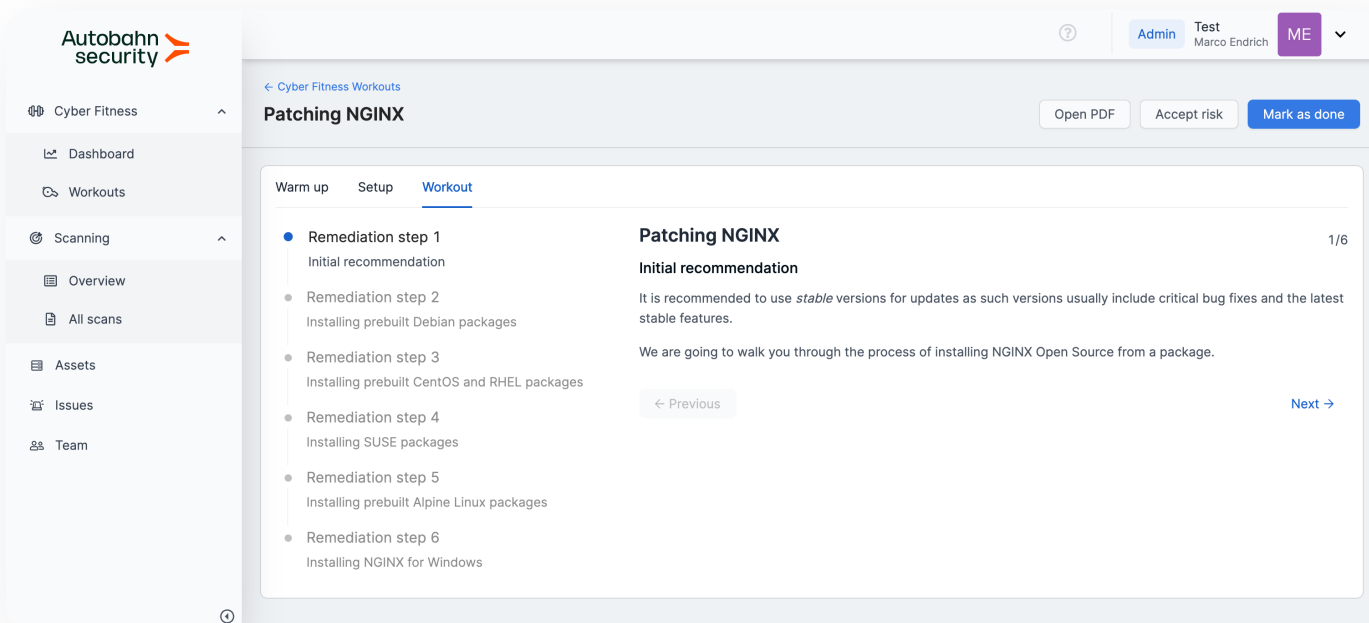 Autobahn
security
Admin
Test
Marco Endrich
ME
Cyber Fitness
Dashboard
Workouts
Scanning
Overview
All scans
Assets
Issues
Team
← Cyber Fitness Workouts
Patching NGINX
Open PDF
Accept risk
Mark as done
Warm up
Setup
Workout
Remediation step 1
Initial recommendation
Remediation step 2
Installing prebuilt Debian packages
Remediation step 3
Installing prebuilt CentOS and RHEL packages
Remediation step 4
Installing SUSE packages
Remediation step 5
Installing prebuilt Alpine Linux packages
Remediation step 6
Installing NGINX for Windows
Patching NGINX
1/6
Initial recommendation
It is recommended to use stable versions for updates as such versions usually include critical bug fixes and the latest
stable features.
We are going to walk you through the process of installing NGINX Open Source from a package.
← Previous
Next →